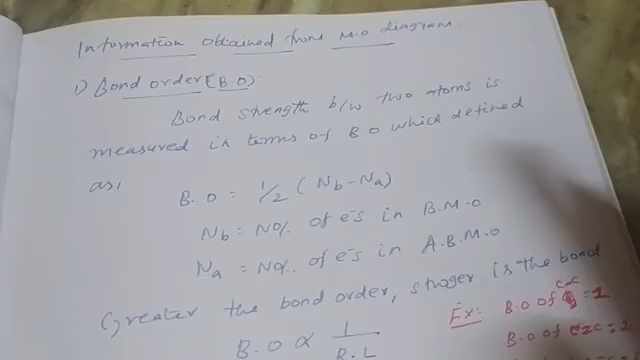 Information obtained from M.O diagram.
1) Bond order (B.O) :
Bond strength b/w two atoms is
measured in terms of B O which defined
as,
B.O = 1/2 (Nb-Na)
Nb = No%. of e-s in B.M.O
Na = No%. of e-s in A.B.M.O
Greater the bond order, stroger is the bond
B.O ∝ 1 / B.L
Ex: B.O of C-C = 1
B.O of C=C = 2